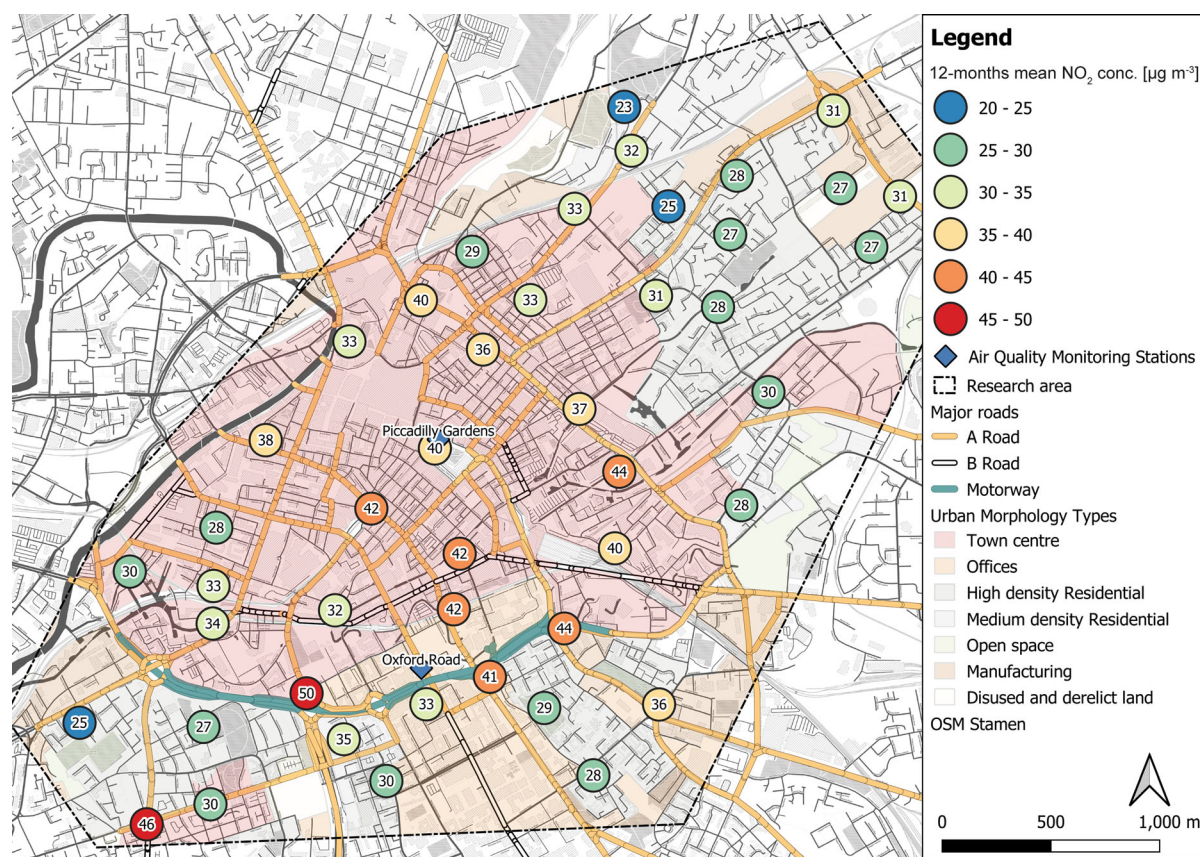 23
31
32
28
25
27
31
33
27
27
29
40
33
31
28
33
36
30
37
38
Piccadilly Gardens
40
44
42
28
28
42
40
30
33
32
42
34
44
Oxford Road
41
50
33
29
36
25
27
35
30
28
30
46
Legend
12-months mean NO₂ conc. [µg m⁻³]
20 - 25
25 - 30
30 - 35
35 - 40
40 - 45
45 - 50
Air Quality Monitoring Stations
Research area
Major roads
A Road
B Road
Motorway
Urban Morphology Types
Town centre
Offices
High density Residential
Medium density Residential
Open space
Manufacturing
Disused and derelict land
OSM Stamen
0 500 1,000 m